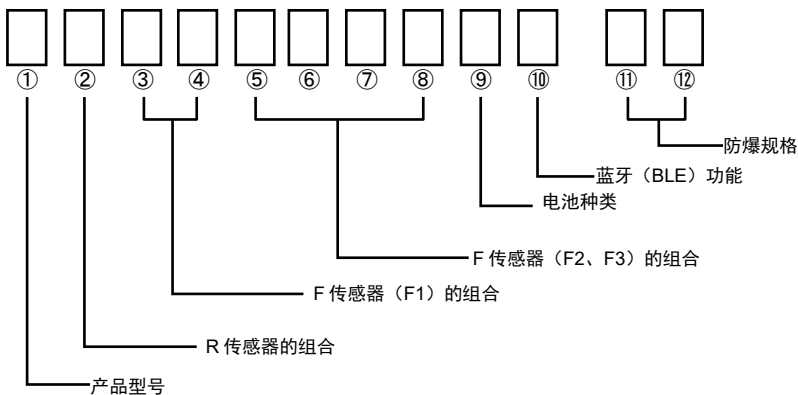 ① ② ③ ④ ⑤ ⑥ ⑦ ⑧ ⑨ ⑩ ⑪ ⑫
防爆规格
蓝牙（BLE）功能
电池种类
F 传感器（F2、F3）的组合
F 传感器（F1）的组合
R 传感器的组合
产品型号